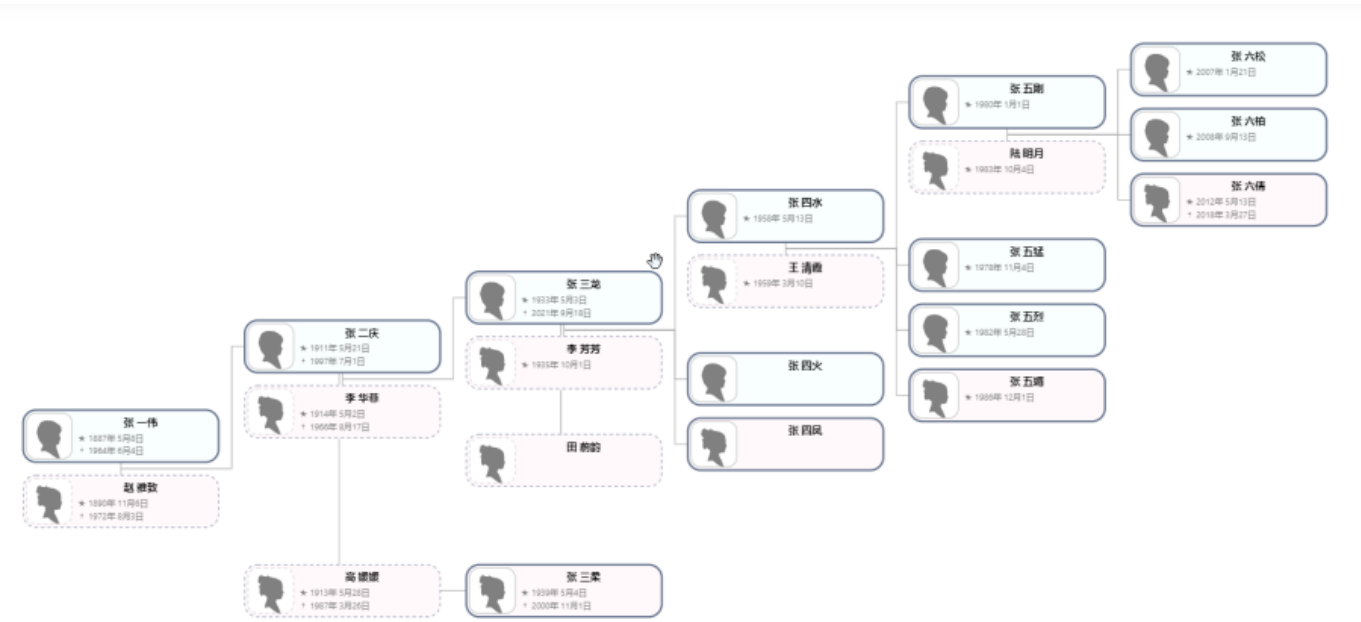 张 一伟
★ 1887年 5月8日
† 1964年 6月4日
赵 雅致
★ 1890年 11月6日
† 1972年 8月3日
张 二庆
★ 1911年 5月21日
† 1997年 7月1日
李 华菲
★ 1914年 5月2日
† 1966年 8月17日
高 媛媛
★ 1913年 5月28日
† 1987年 3月26日
张 三龙
★ 1933年 5月3日
† 2021年 9月18日
李 芳芳
★ 1935年 10月1日
田 韵韵
张 三柔
★ 1939年 5月4日
† 2000年 11月1日
张 四水
★ 1958年 5月13日
王 清霞
★ 1959年 3月10日
张 四火
张 四凤
张 五刚
★ 1980年 1月1日
陆 明月
★ 1983年 10月4日
张 五猛
★ 1978年 11月4日
张 五烈
★ 1982年 5月28日
张 五媚
★ 1986年 12月1日
张 六松
★ 2007年 1月21日
张 六柏
★ 2008年 9月13日
张 六倩
★ 2012年 5月13日
† 2018年 3月27日